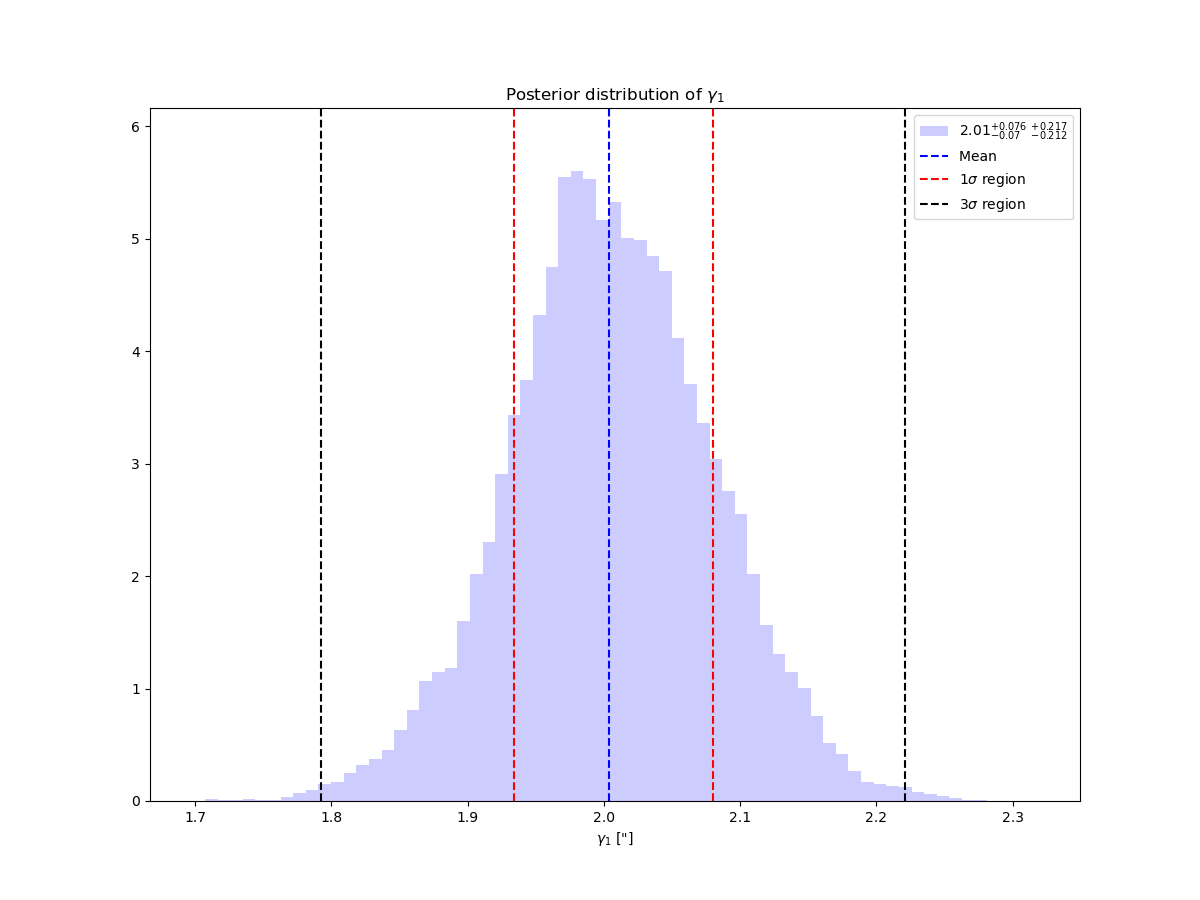 Posterior distribution of γ₁
6
5
4
3
2
1
0
2.01 +0.076 −0.07 +0.217 −0.212
Mean
1σ region
3σ region
1.7 1.8 1.9 2.0 2.1 2.2 2.3
γ₁ ["]